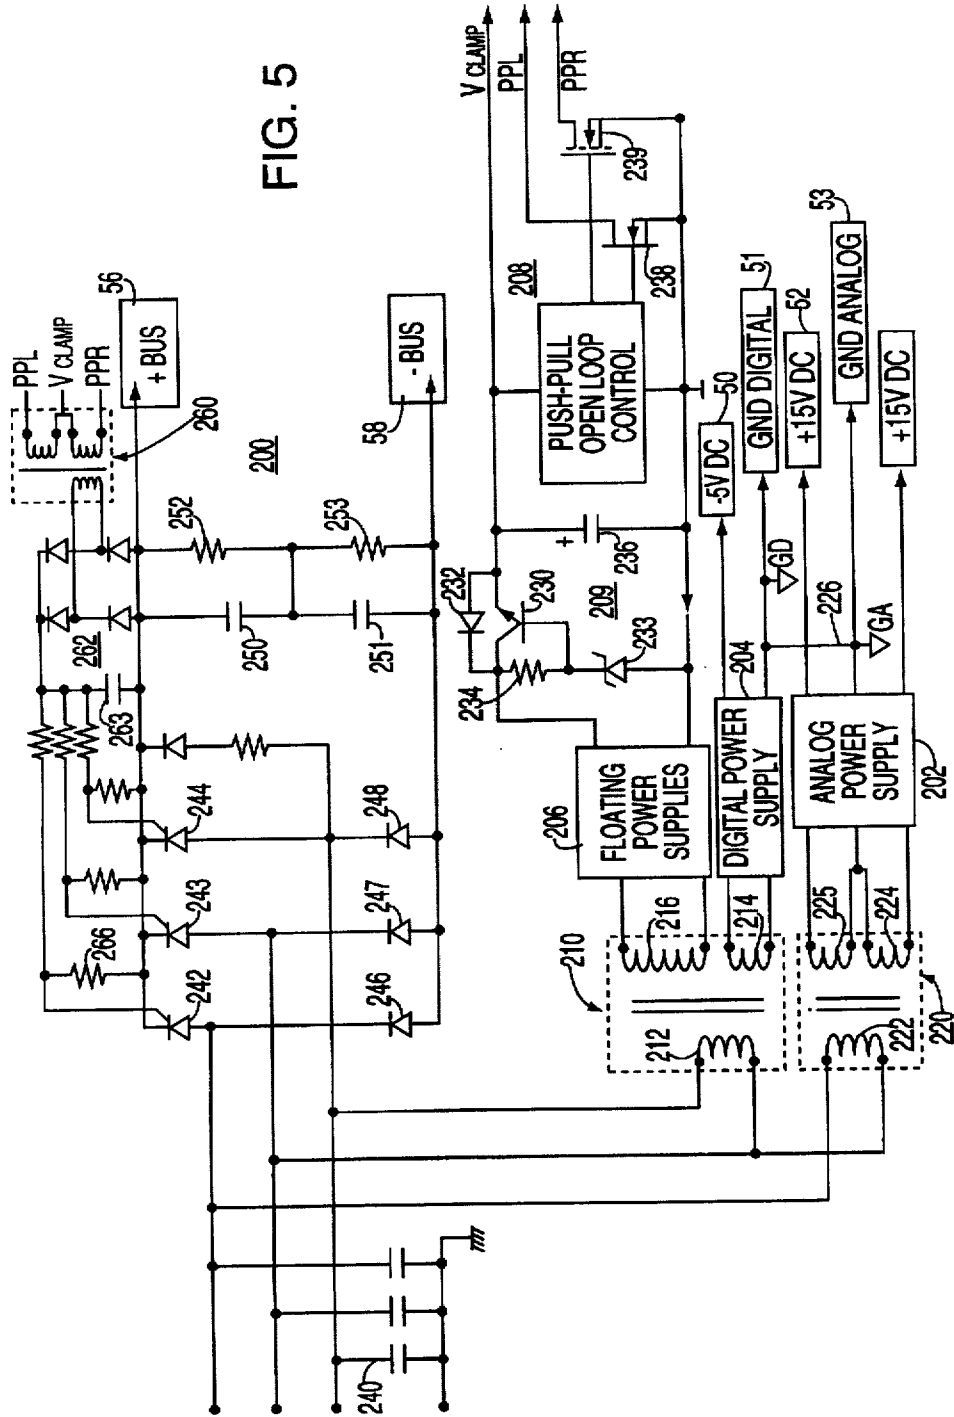 FIG. 5
PPL
V CLAMP
PPR
260
56
+ BUS
200
58
- BUS
262
263
252
253
250
251
244
248
243
247
266
242
246
240
V CLAMP
PPL
PPR
239
238
208
PUSH-PULL
OPEN LOOP
CONTROL
236
+
209
232
230
234
233
206
FLOATING
POWER
SUPPLIES
204
DIGITAL POWER
SUPPLY
ANALOG
POWER
SUPPLY
202
50
-5V DC
51
GND DIGITAL
52
+15V DC
53
GND ANALOG
+15V DC
GD
226
GA
210
216
214
212
225
224
222
220